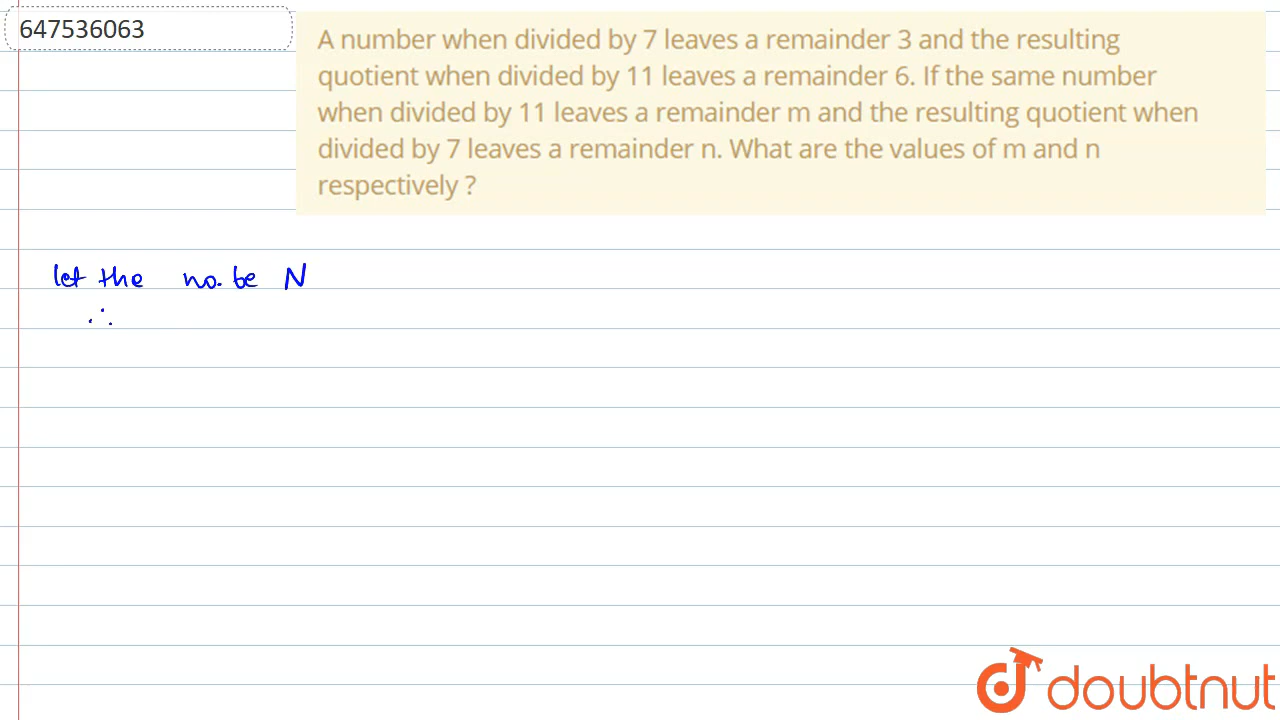 647536063
A number when divided by 7 leaves a remainder 3 and the resulting
quotient when divided by 11 leaves a remainder 6. If the same number
when divided by 11 leaves a remainder m and the resulting quotient when
divided by 7 leaves a remainder n. What are the values of m and n
respectively ?
let the no. be N
∴
doubtnut